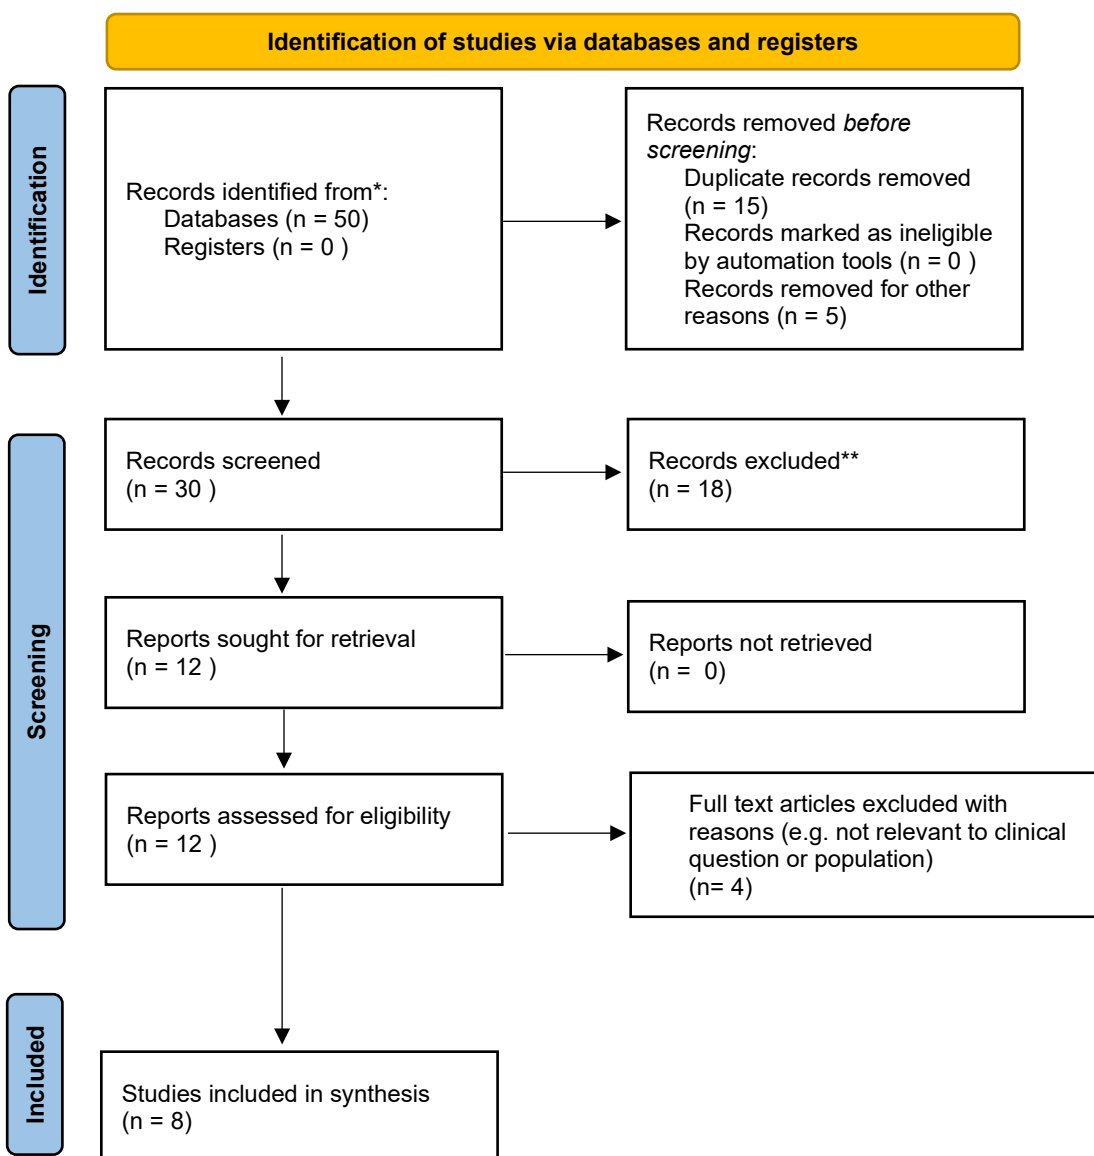 Identification of studies via databases and registers
Identification
Records identified from*:
Databases (n = 50)
Registers (n = 0 )
Records removed before
screening:
Duplicate records removed
(n = 15)
Records marked as ineligible
by automation tools (n = 0 )
Records removed for other
reasons (n = 5)
Screening
Records screened
(n = 30 )
Records excluded**
(n = 18)
Reports sought for retrieval
(n = 12 )
Reports not retrieved
(n =  0)
Reports assessed for eligibility
(n = 12 )
Full text articles excluded with
reasons (e.g. not relevant to clinical
question or population)
(n= 4)
Included
Studies included in synthesis
(n = 8)